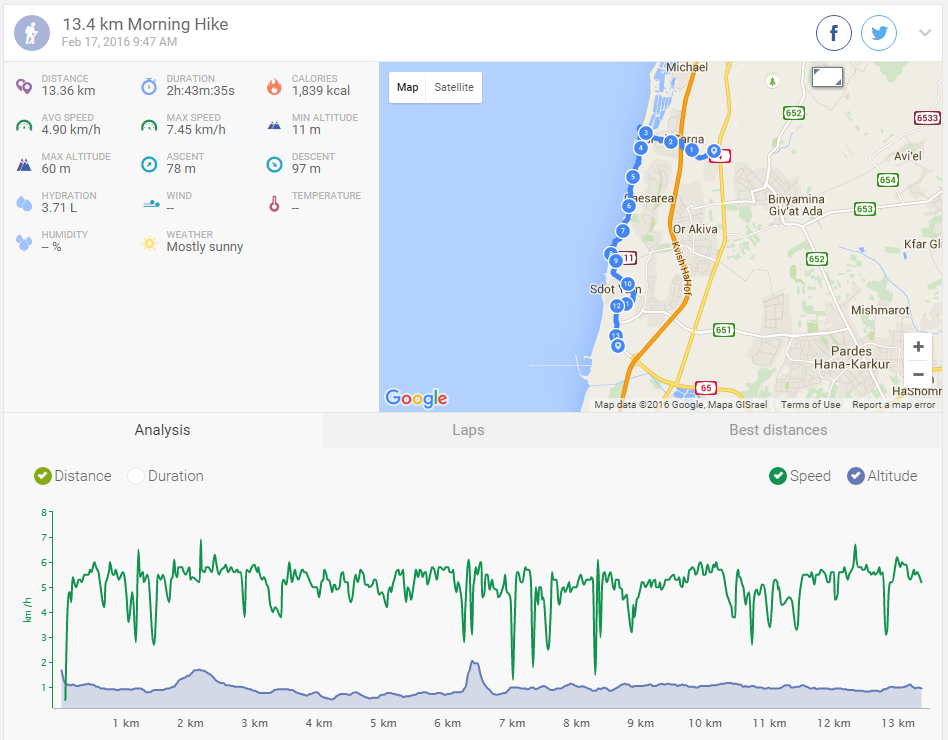 13.4 km Morning Hike
Feb 17, 2016 9:47 AM
DISTANCE
13.36 km
DURATION
2h:43m:35s
CALORIES
1,839 kcal
AVG SPEED
4.90 km/h
MAX SPEED
7.45 km/h
MIN ALTITUDE
11 m
MAX ALTITUDE
60 m
ASCENT
78 m
DESCENT
97 m
HYDRATION
3.71 L
WIND
--
TEMPERATURE
--
HUMIDITY
-- %
WEATHER
Mostly sunny
Map
Satellite
Michael
652
6533
3
2
1
4
Avi'el
654
5
6
aesarea
Binyamina
Giv'at Ada
653
7
Or Akiva
Kfar Gl
Kvish HaHof
9
11
652
10
Sdot Y
12
Mishmarot
651
13
Pardes
Hana-Karkur
+
−
65
HaShomr
Google
Map data ©2016 Google, Mapa GISrael
Terms of Use
Report a map error
Analysis
Laps
Best distances
Distance
Duration
Speed
Altitude
8
7
6
5
4
3
2
1
km /h
1 km
2 km
3 km
4 km
5 km
6 km
7 km
8 km
9 km
10 km
11 km
12 km
13 km